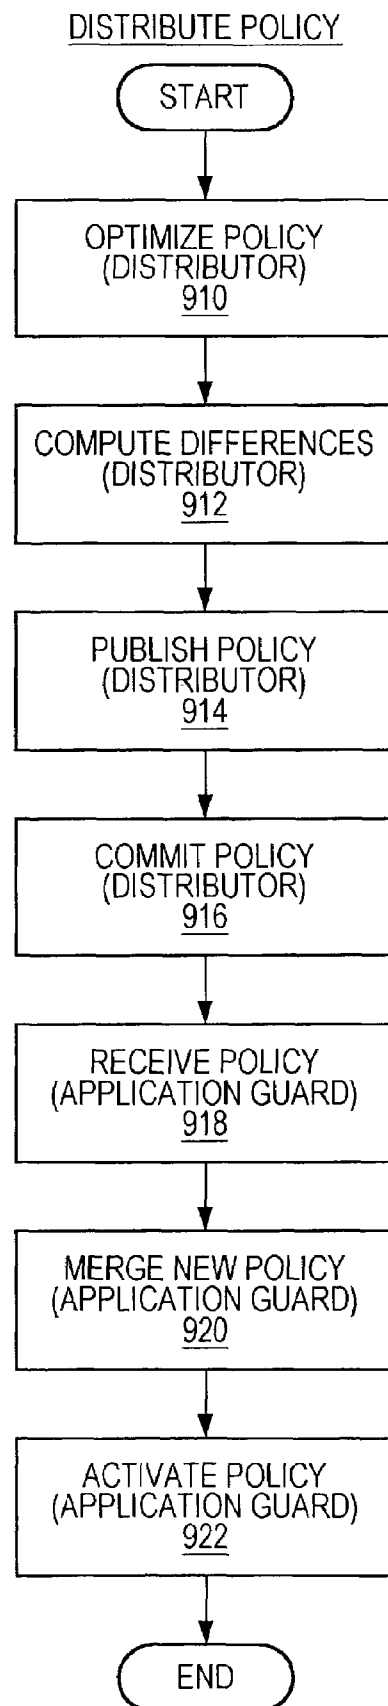 DISTRIBUTE POLICY
START
OPTIMIZE POLICY
(DISTRIBUTOR)
910
COMPUTE DIFFERENCES
(DISTRIBUTOR)
912
PUBLISH POLICY
(DISTRIBUTOR)
914
COMMIT POLICY
(DISTRIBUTOR)
916
RECEIVE POLICY
(APPLICATION GUARD)
918
MERGE NEW POLICY
(APPLICATION GUARD)
920
ACTIVATE POLICY
(APPLICATION GUARD)
922
END